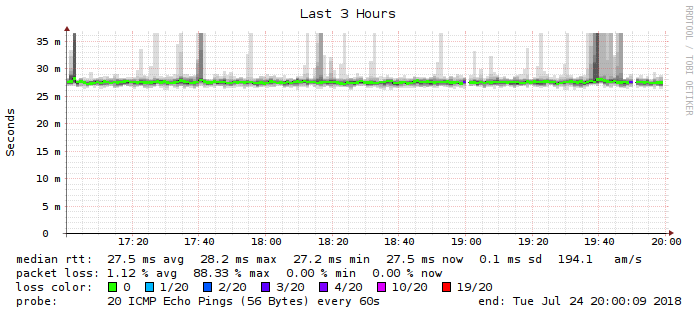 Last 3 Hours
RRDTOOL / TOBI OETIKER
Seconds
35 m
30 m
25 m
20 m
15 m
10 m
5 m
0
17:20 17:40 18:00 18:20 18:40 19:00 19:20 19:40 20:00
median rtt: 27.5 ms avg 28.2 ms max 27.2 ms min 27.5 ms now 0.1 ms sd 194.1 am/s
packet loss: 1.12 % avg 88.33 % max 0.00 % min 0.00 % now
loss color: 0 1/20 2/20 3/20 4/20 10/20 19/20
probe: 20 ICMP Echo Pings (56 Bytes) every 60s end: Tue Jul 24 20:00:09 2018